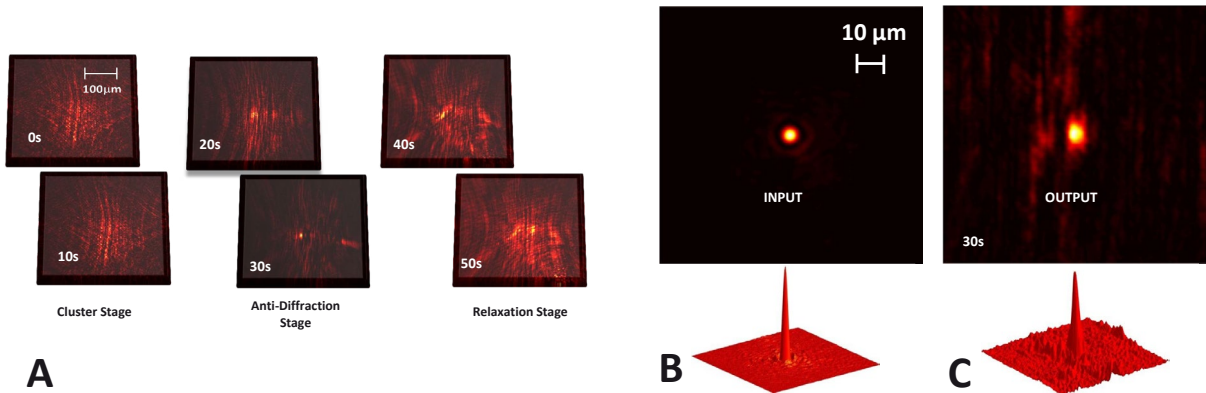 100μm
0s
20s
40s
10s
30s
50s
Cluster Stage
Anti-Diffraction
Stage
Relaxation Stage
A
10 μm
INPUT
B
OUTPUT
30s
C